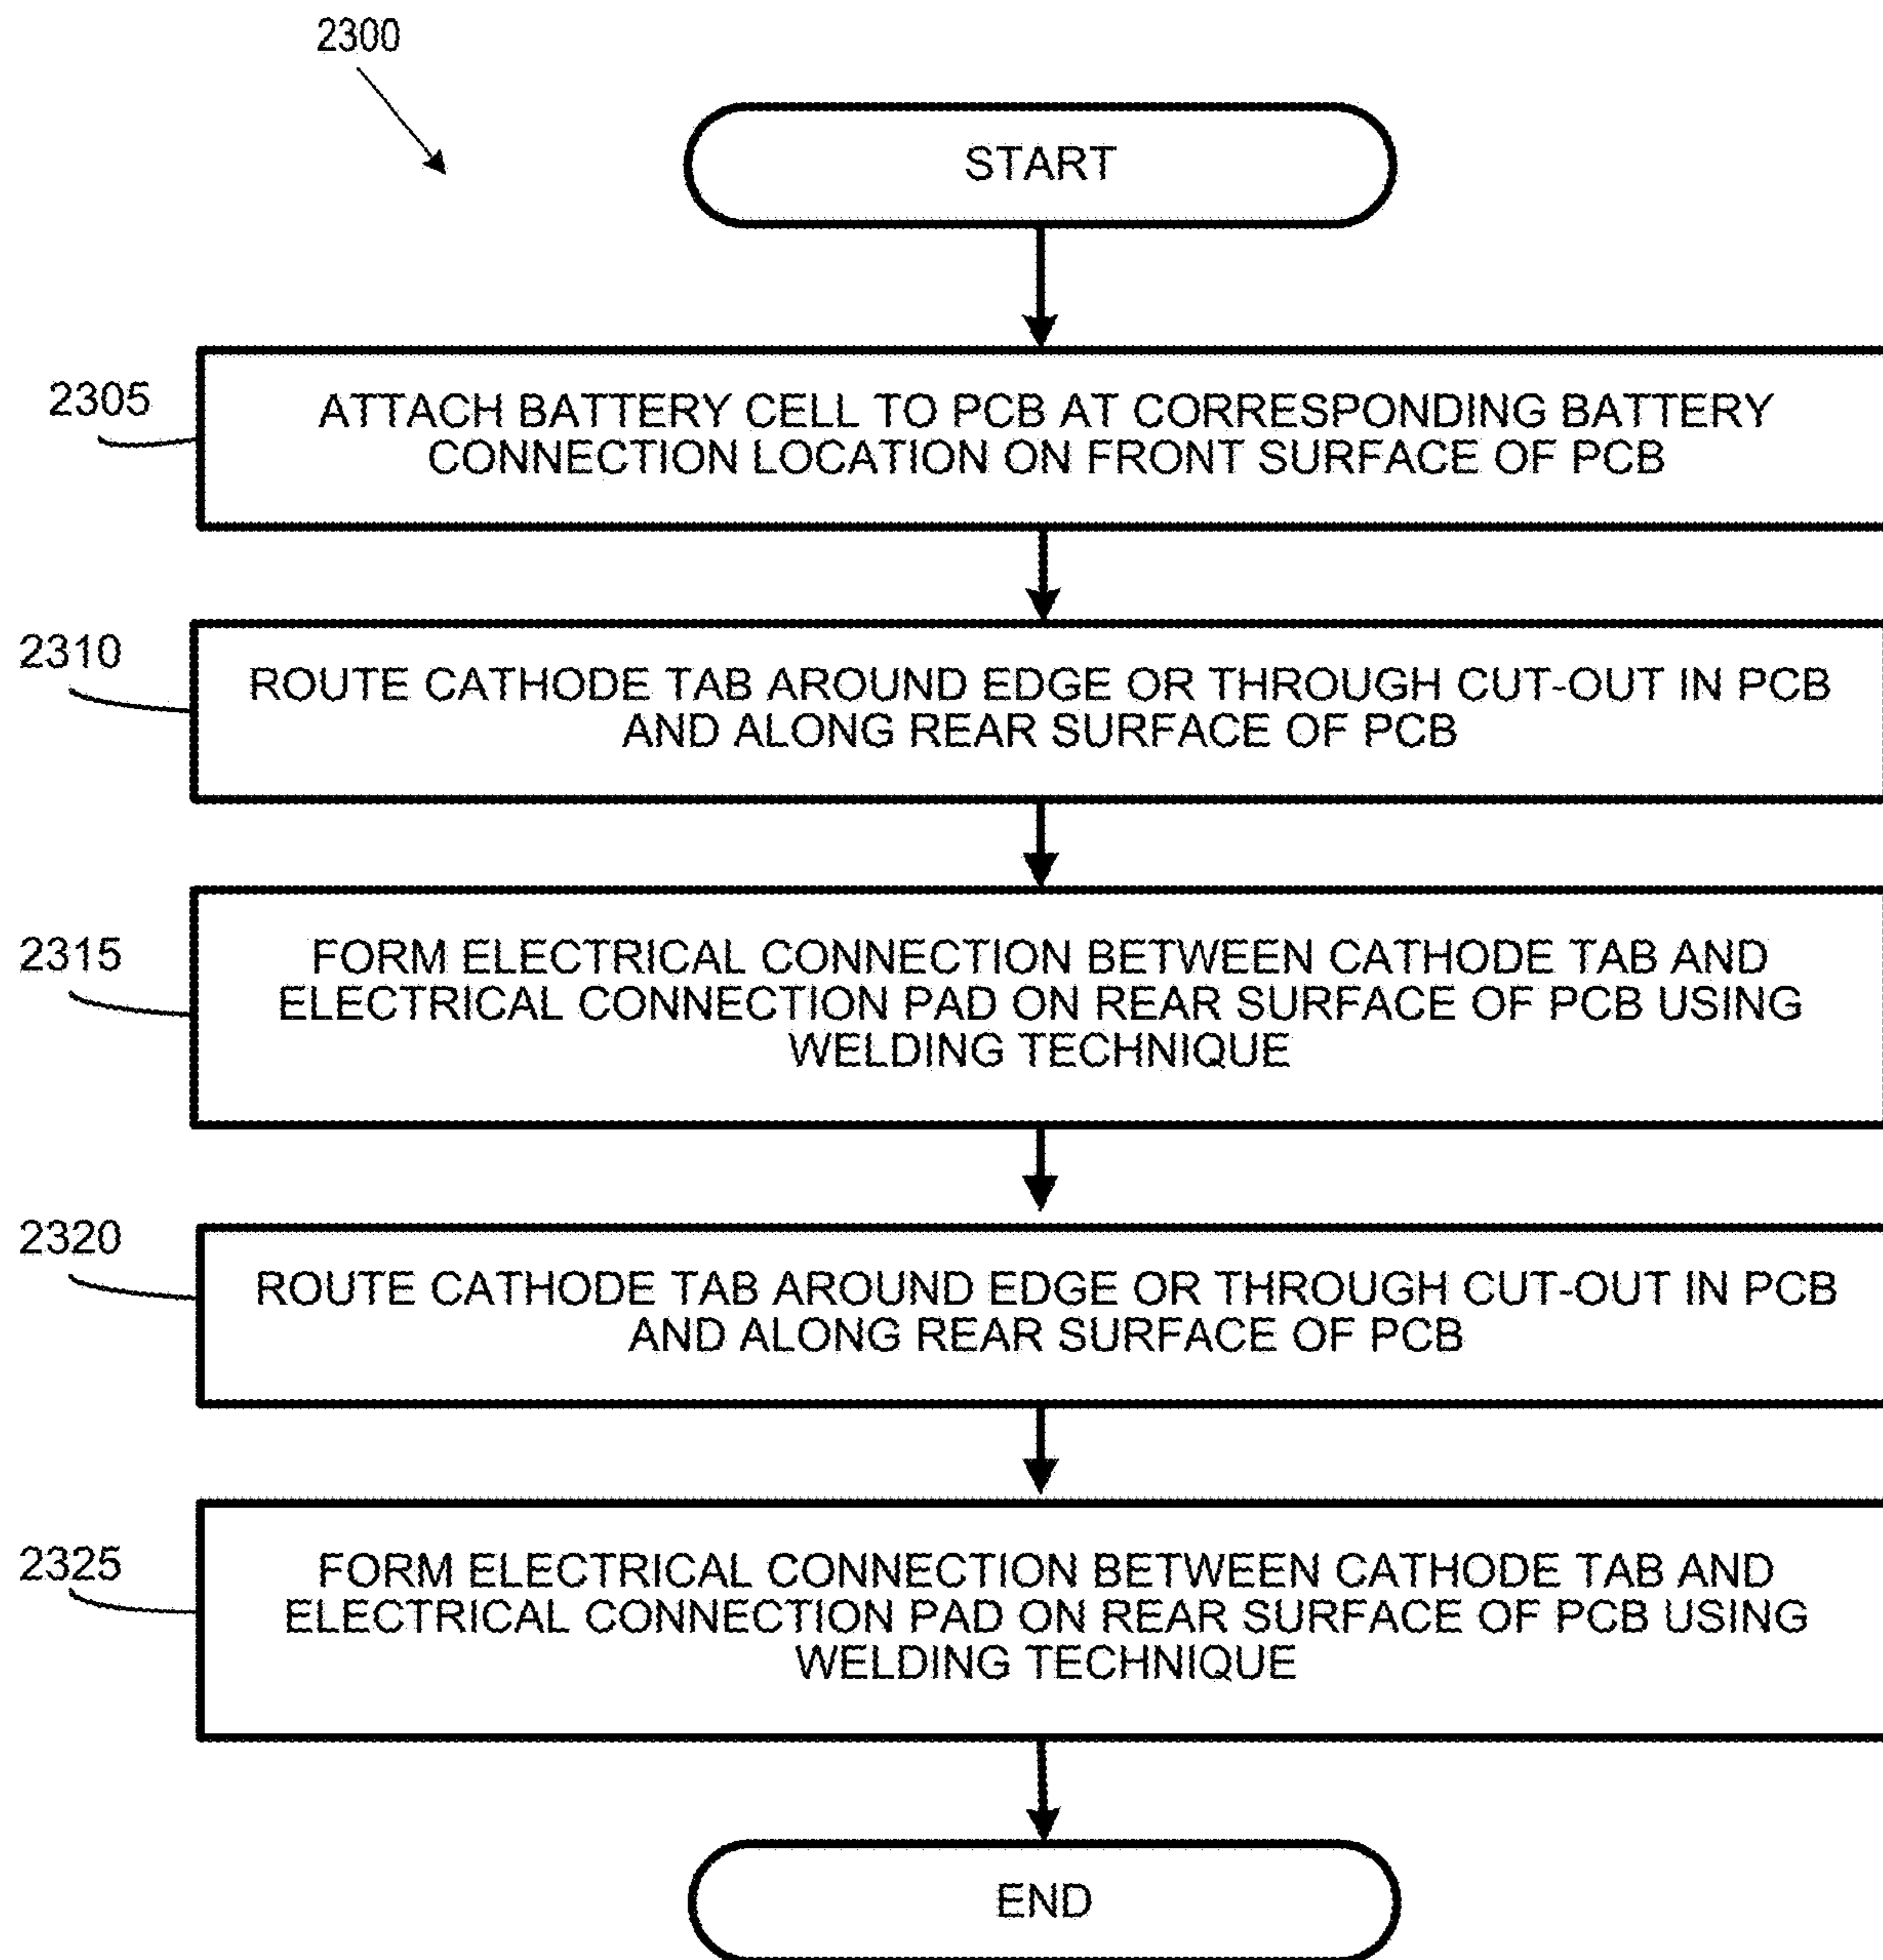 2300
START
2305
ATTACH BATTERY CELL TO PCB AT CORRESPONDING BATTERY
CONNECTION LOCATION ON FRONT SURFACE OF PCB
2310
ROUTE CATHODE TAB AROUND EDGE OR THROUGH CUT-OUT IN PCB
AND ALONG REAR SURFACE OF PCB
2315
FORM ELECTRICAL CONNECTION BETWEEN CATHODE TAB AND
ELECTRICAL CONNECTION PAD ON REAR SURFACE OF PCB USING
WELDING TECHNIQUE
2320
ROUTE CATHODE TAB AROUND EDGE OR THROUGH CUT-OUT IN PCB
AND ALONG REAR SURFACE OF PCB
2325
FORM ELECTRICAL CONNECTION BETWEEN CATHODE TAB AND
ELECTRICAL CONNECTION PAD ON REAR SURFACE OF PCB USING
WELDING TECHNIQUE
END